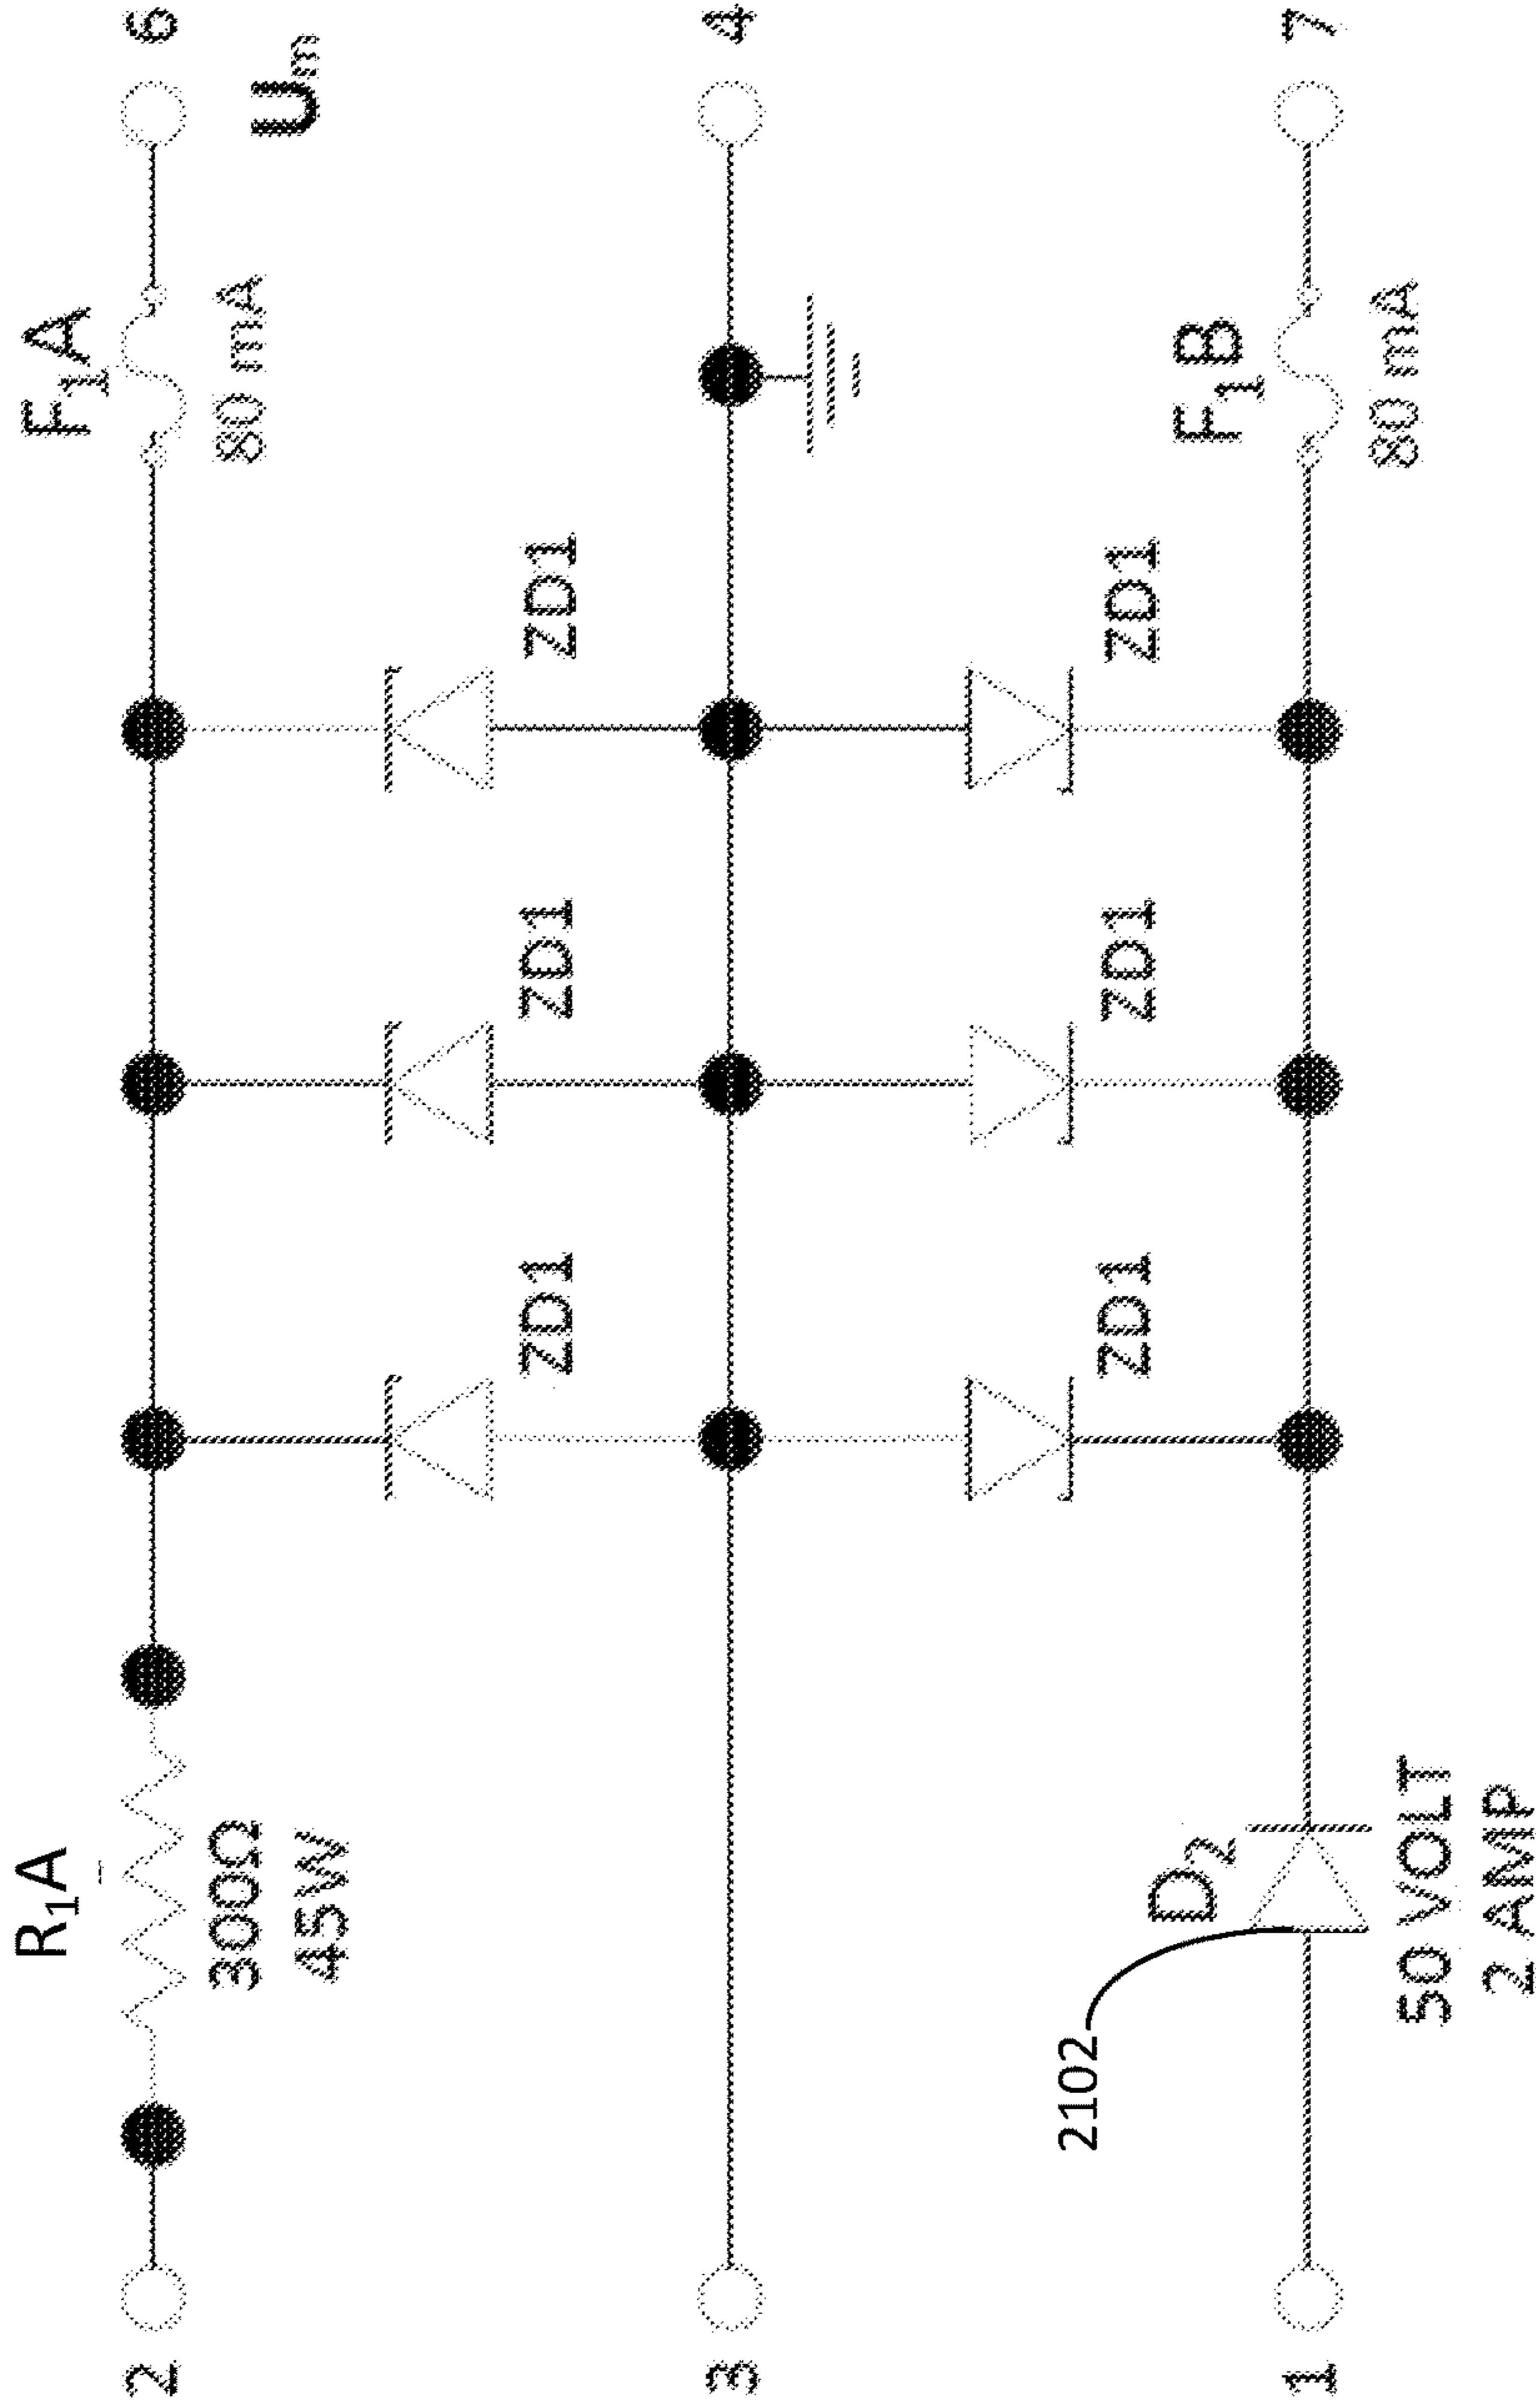 R₁A
F₁A
2
6
300Ω
80 mA
45W
Uₘ
ZD1
ZD1
ZD1
3
4
2102
ZD1
ZD1
ZD1
D₂
F₁B
1
7
50 VOLT
80 mA
2 AMP